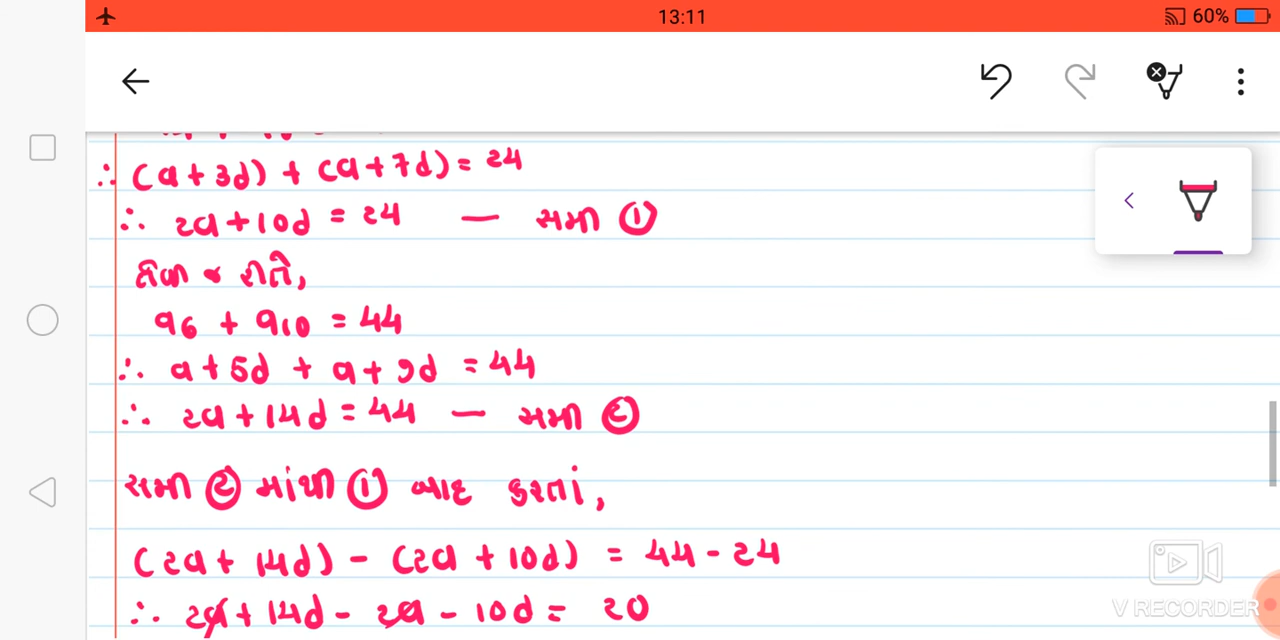 13:11
60%
∴ (a + 3d) + (a + 7d) = 24
∴ 2a + 10d = 24 — સમી ①
તેવી જ રીતે,
a6 + a10 = 44
∴ a + 5d + a + 9d = 44
∴ 2a + 14d = 44 — સમી ②
સમી ② માંથી ① બાદ કરતાં,
(2a + 14d) - (2a + 10d) = 44 - 24
∴ 2a + 14d - 2a - 10d = 20
V RECORDER